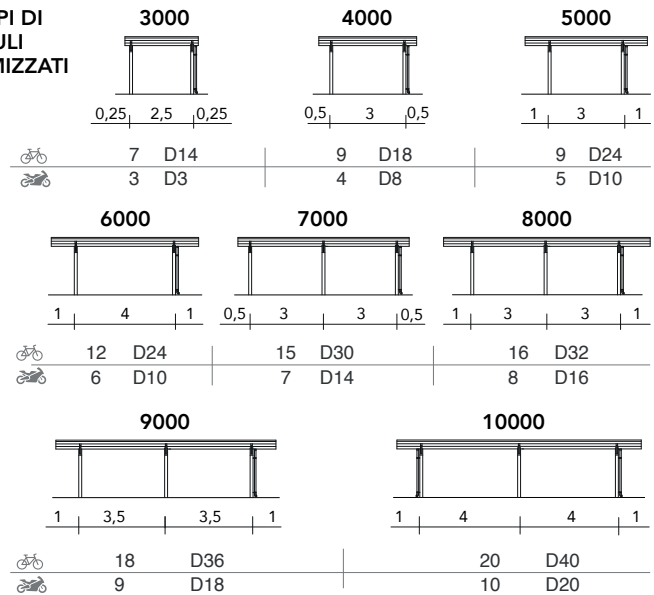 PI DI
ULI
MIZZATI
3000 4000 5000
0,25 2,5 0,25 0,5 3 0,5 1 3 1
7 D14 9 D18 9 D24
3 D3 4 D8 5 D10
6000 7000 8000
1 4 1 0,5 3 3 0,5 1 3 3 1
12 D24 15 D30 16 D32
6 D10 7 D14 8 D16
9000 10000
1 3,5 3,5 1 1 4 4 1
18 D36 20 D40
9 D18 10 D20